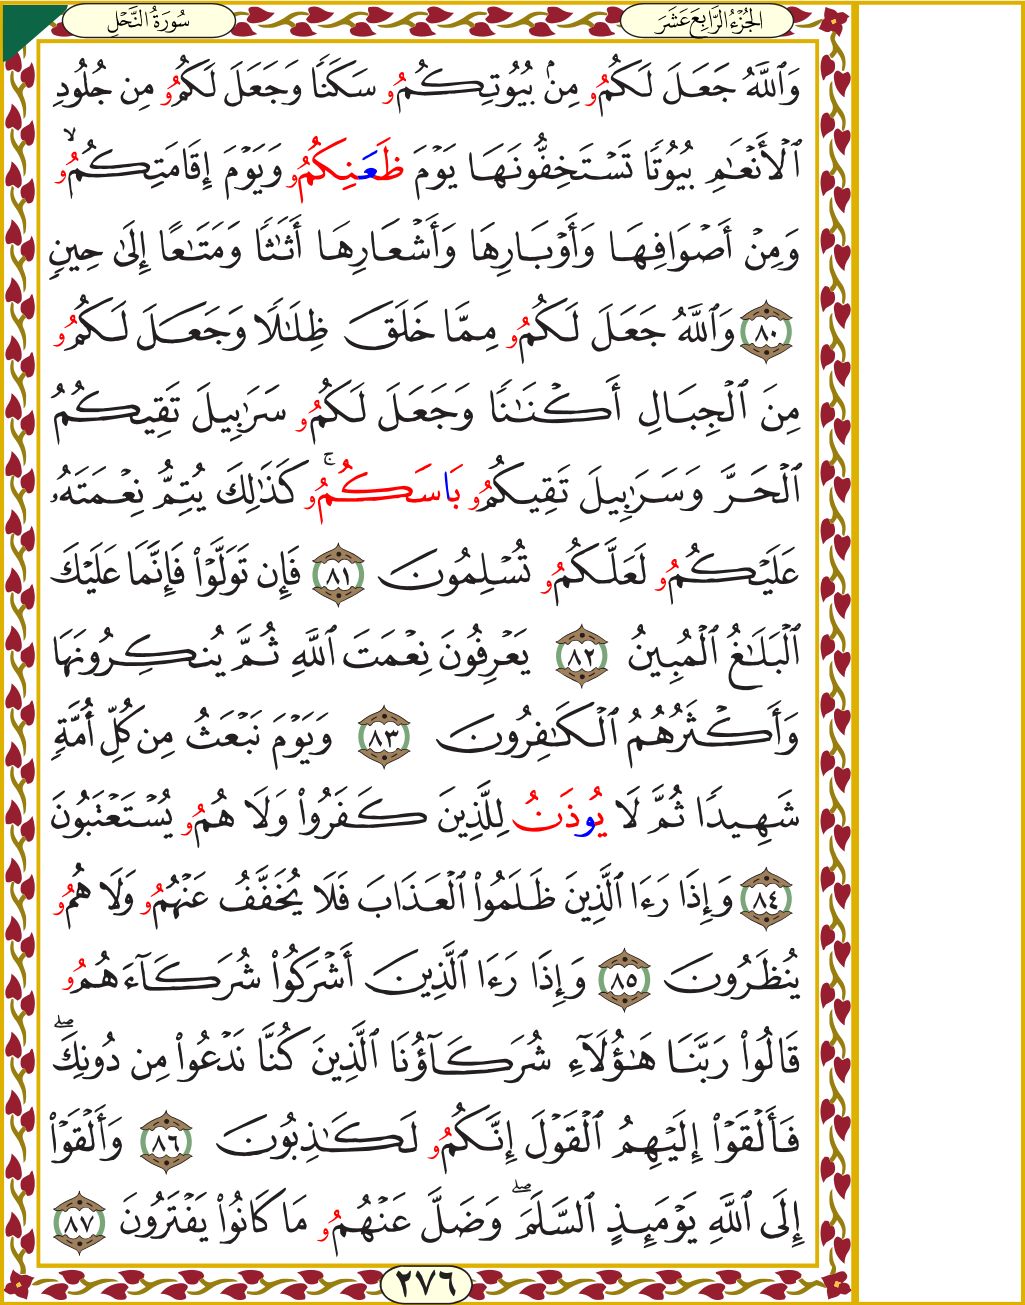 الجُزْءُ الرَّابِعَ عَشَرَ
سُورَةُ النَّحْلِ
وَٱللَّهُ جَعَلَ لَكُمُۥ مِنۢ بُيُوتِكُمُۥ سَكَنٗا وَجَعَلَ لَكُمُۥ مِن جُلُودِ
ٱلۡأَنۡعَٰمِ بُيُوتٗا تَسۡتَخِفُّونَهَا يَوۡمَ ظَعَنِكُمُۥ وَيَوۡمَ إِقَامَتِكُمُۥۙ
وَمِنۡ أَصۡوَافِهَا وَأَوۡبَارِهَا وَأَشۡعَارِهَا أَثَٰثٗا وَمَتَٰعًا إِلَىٰ حِينٖ
٨٠ وَٱللَّهُ جَعَلَ لَكُمُۥ مِمَّا خَلَقَ ظِلَٰلٗا وَجَعَلَ لَكُمُۥ
مِنَ ٱلۡجِبَالِ أَكۡنَٰنٗا وَجَعَلَ لَكُمُۥ سَرَٰبِيلَ تَقِيكُمُ
ٱلۡحَرَّ وَسَرَٰبِيلَ تَقِيكُمُۥ بَاسَكُمُۥۚ كَذَٰلِكَ يُتِمُّ نِعۡمَتَهُۥ
عَلَيۡكُمُۥ لَعَلَّكُمُۥ تُسۡلِمُونَ ٨١ فَإِن تَوَلَّوۡاْ فَإِنَّمَا عَلَيۡكَ
ٱلۡبَلَٰغُ ٱلۡمُبِينُ ٨٢ يَعۡرِفُونَ نِعۡمَتَ ٱللَّهِ ثُمَّ يُنكِرُونَهَا
وَأَكۡثَرُهُمُ ٱلۡكَٰفِرُونَ ٨٣ وَيَوۡمَ نَبۡعَثُ مِن كُلِّ أُمَّةٖ
شَهِيدٗا ثُمَّ لَا يُوذَنُ لِلَّذِينَ كَفَرُواْ وَلَا هُمُۥ يُسۡتَعۡتَبُونَ
٨٤ وَإِذَا رَءَا ٱلَّذِينَ ظَلَمُواْ ٱلۡعَذَابَ فَلَا يُخَفَّفُ عَنۡهُمُۥ وَلَا هُمُۥ
يُنظَرُونَ ٨٥ وَإِذَا رَءَا ٱلَّذِينَ أَشۡرَكُواْ شُرَكَآءَهُمُۥ
قَالُواْ رَبَّنَا هَٰٓؤُلَآءِ شُرَكَآؤُنَا ٱلَّذِينَ كُنَّا نَدۡعُواْ مِن دُونِكَۖ
فَأَلۡقَوۡاْ إِلَيۡهِمُ ٱلۡقَوۡلَ إِنَّكُمُۥ لَكَٰذِبُونَ ٨٦ وَأَلۡقَوۡاْ
إِلَى ٱللَّهِ يَوۡمَئِذٍ ٱلسَّلَمَۖ وَضَلَّ عَنۡهُمُۥ مَا كَانُواْ يَفۡتَرُونَ ٨٧
٢٧٦